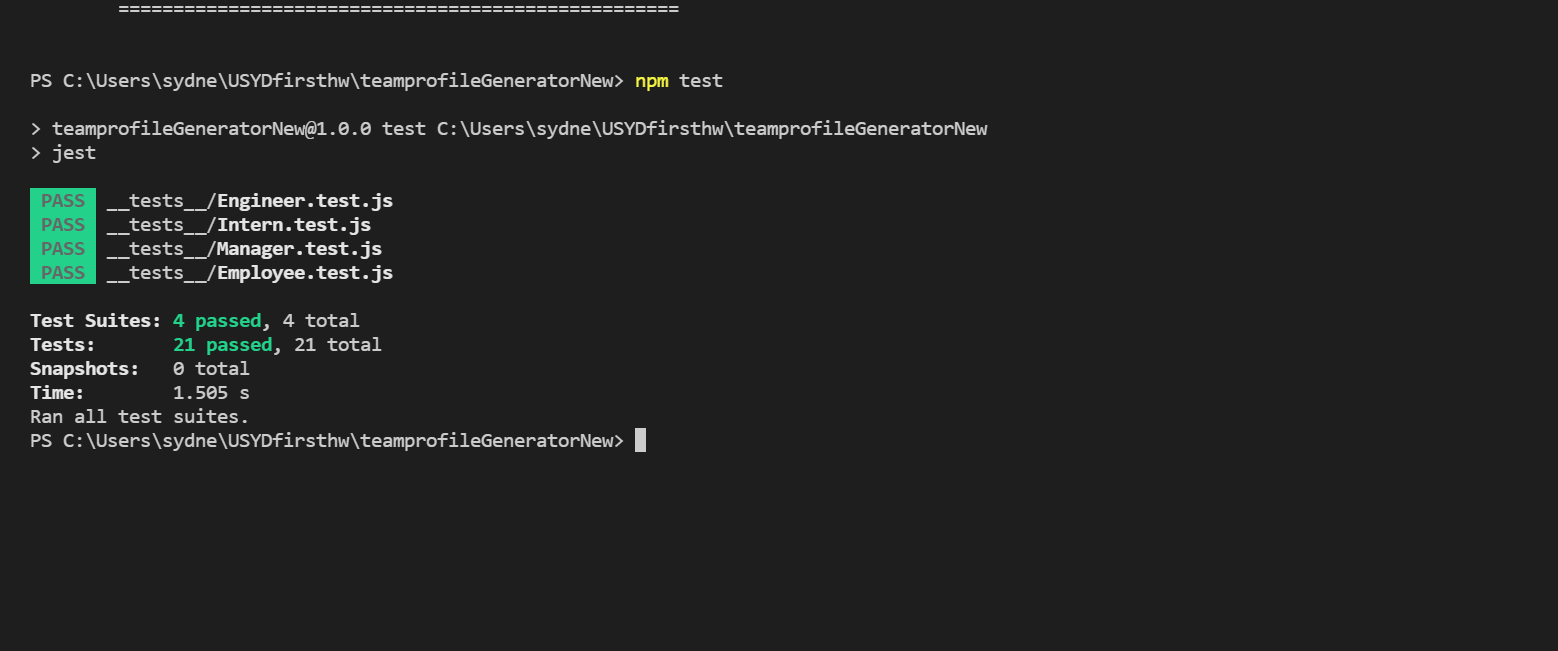 ===================================================
PS C:\Users\sydne\USYDfirsthw\teamprofileGeneratorNew> npm test
> teamprofileGeneratorNew@1.0.0 test C:\Users\sydne\USYDfirsthw\teamprofileGeneratorNew
> jest
PASS __tests__/Engineer.test.js
PASS __tests__/Intern.test.js
PASS __tests__/Manager.test.js
PASS __tests__/Employee.test.js
Test Suites: 4 passed, 4 total
Tests:       21 passed, 21 total
Snapshots:   0 total
Time:        1.505 s
Ran all test suites.
PS C:\Users\sydne\USYDfirsthw\teamprofileGeneratorNew>